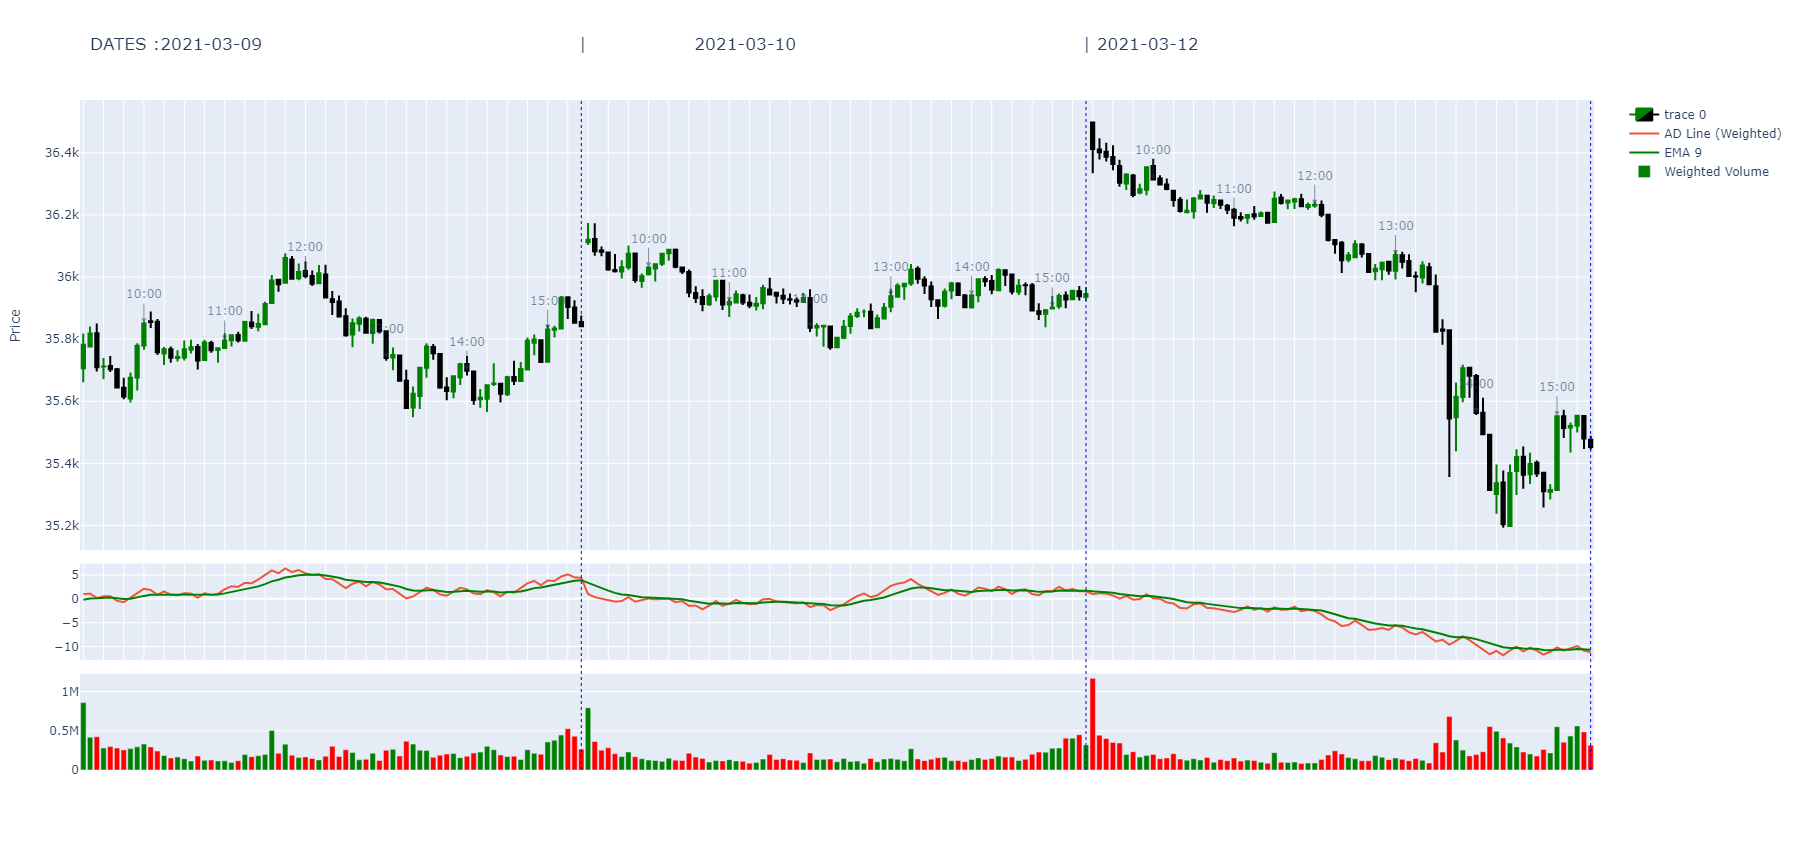 DATES :2021-03-09 | 2021-03-10 | 2021-03-12
trace 0
AD Line (Weighted)
EMA 9
Weighted Volume
Price
36.4k
36.2k
36k
35.8k
35.6k
35.4k
35.2k
10:00
11:00
12:00
:00
14:00
15:00
10:00
11:00
:00
13:00
14:00
15:00
10:00
11:00
12:00
13:00
:00
15:00
5
0
−5
−10
1M
0.5M
0